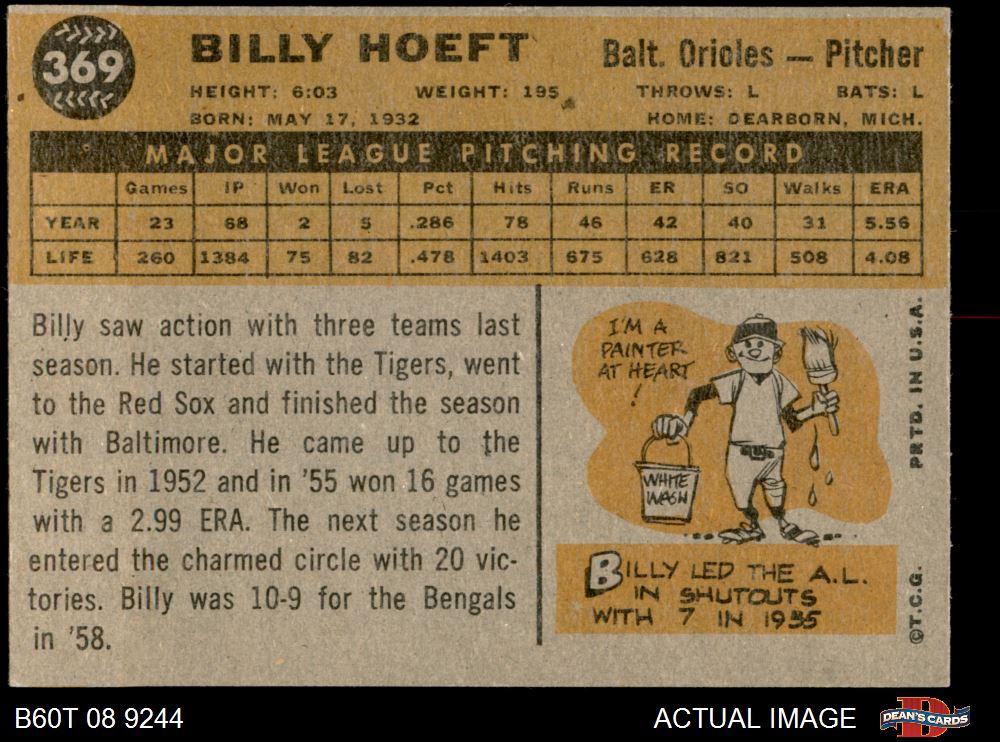 369
BILLY HOEFT
Balt. Orioles — Pitcher
HEIGHT: 6:03 WEIGHT: 195 THROWS: L BATS: L
BORN: MAY 17, 1932 HOME: DEARBORN, MICH.
MAJOR LEAGUE PITCHING RECORD
Games IP Won Lost Pct Hits Runs ER SO Walks ERA
YEAR 23 68 2 5 .286 78 46 42 40 31 5.56
LIFE 260 1384 75 82 .478 1403 675 628 821 508 4.08
Billy saw action with three teams last
season. He started with the Tigers, went
to the Red Sox and finished the season
with Baltimore. He came up to the
Tigers in 1952 and in '55 won 16 games
with a 2.99 ERA. The next season he
entered the charmed circle with 20 vic-
tories. Billy was 10-9 for the Bengals
in '58.
I'M A
PAINTER
AT HEART
!
WHITE
WASH
BILLY LED THE A.L.
IN SHUTOUTS
WITH 7 IN 1955
©T.C.G. PRTD. IN U.S.A.
B60T 08 9244 ACTUAL IMAGE DEAN'S CARDS